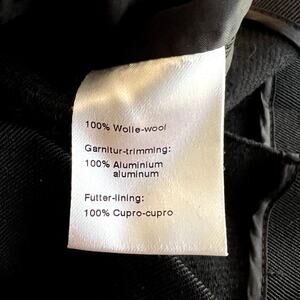 100% Wolle-wool
Garnitur-trimming:
100% Aluminium
aluminum
Futter-lining:
100% Cupro-cupro